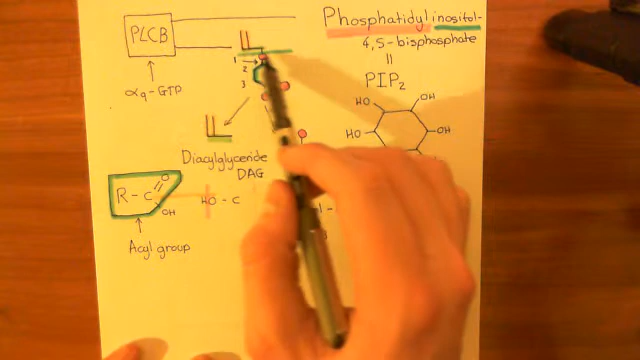 PLCB
αq-GTP
1
2
3
Phosphatidylinositol-
4,5-bisphosphate
=
PIP2
HO
OH
HO
OH
Diacylglyceride
DAG
R-C
O
OH
HO-C
Acyl group